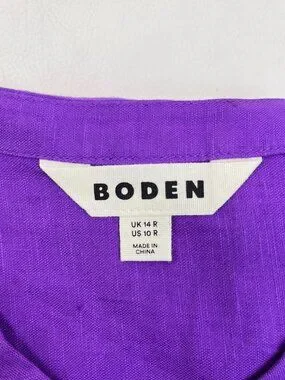 BODEN
UK 14 R
US 10 R
MADE IN
CHINA